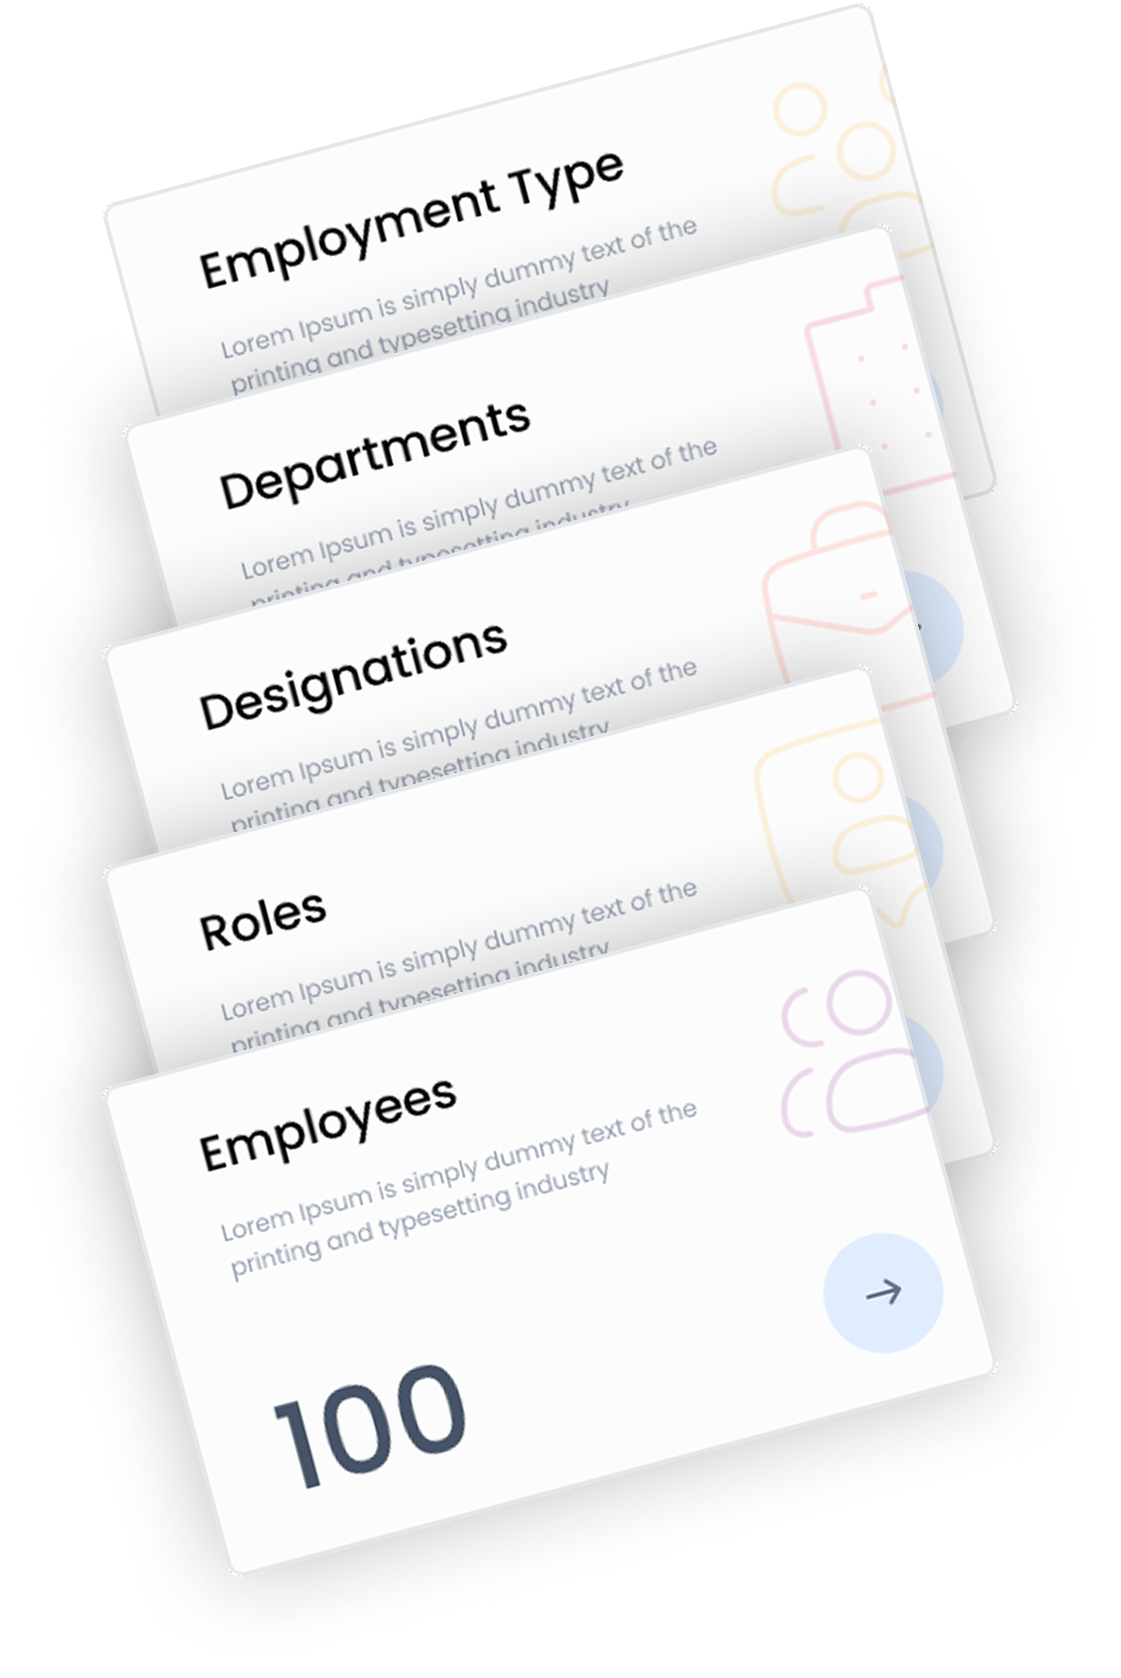 Employment Type
Lorem Ipsum is simply dummy text of the
printing and typesetting industry
Departments
Lorem Ipsum is simply dummy text of the
printing and typesetting industry
Designations
Lorem Ipsum is simply dummy text of the
printing and typesetting industry
Roles
Lorem Ipsum is simply dummy text of the
printing and typesetting industry
Employees
Lorem Ipsum is simply dummy text of the
printing and typesetting industry
100